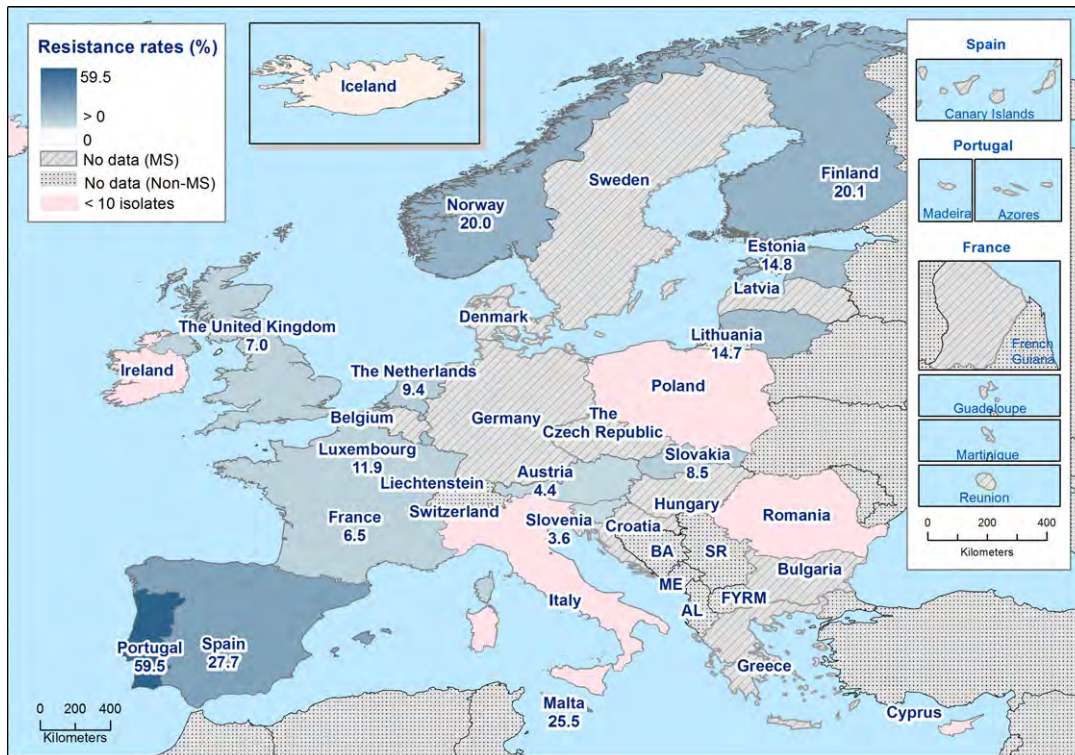 Resistance rates (%)
59.5
> 0
0
No data (MS)
No data (Non-MS)
< 10 isolates
Iceland
Spain
Canary Islands
Portugal
Madeira
Azores
France
French
Guiana
Guadeloupe
Martinique
Reunion
0 200 400
Kilometers
Sweden
Finland
20.1
Norway
20.0
Estonia
14.8
Latvia
Denmark
Lithuania
14.7
The United Kingdom
7.0
Ireland
The Netherlands
9.4
Poland
Belgium
Germany
The
Czech Republic
Luxembourg
11.9
Slovakia
8.5
Liechtenstein
Austria
4.4
Switzerland
Hungary
Slovenia
3.6
Romania
France
6.5
Croatia
BA
SR
Bulgaria
ME
FYRM
AL
Italy
Portugal
59.5
Spain
27.7
Greece
Malta
25.5
Cyprus
0 200 400
Kilometers